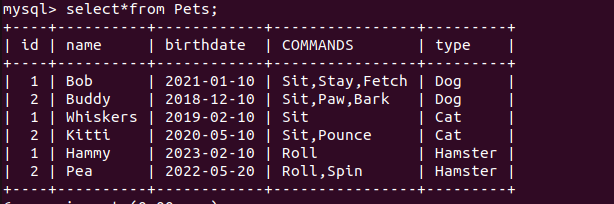 mysql> select*from Pets;
+----+----------+------------+----------------+---------+
| id | name     | birthdate  | COMMANDS       | type    |
+----+----------+------------+----------------+---------+
|  1 | Bob      | 2021-01-10 | Sit,Stay,Fetch | Dog     |
|  2 | Buddy    | 2018-12-10 | Sit,Paw,Bark   | Dog     |
|  1 | Whiskers | 2019-02-10 | Sit            | Cat     |
|  2 | Kitti    | 2020-05-10 | Sit,Pounce     | Cat     |
|  1 | Hammy    | 2023-02-10 | Roll           | Hamster |
|  2 | Pea      | 2022-05-20 | Roll,Spin      | Hamster |
+----+----------+------------+----------------+---------+